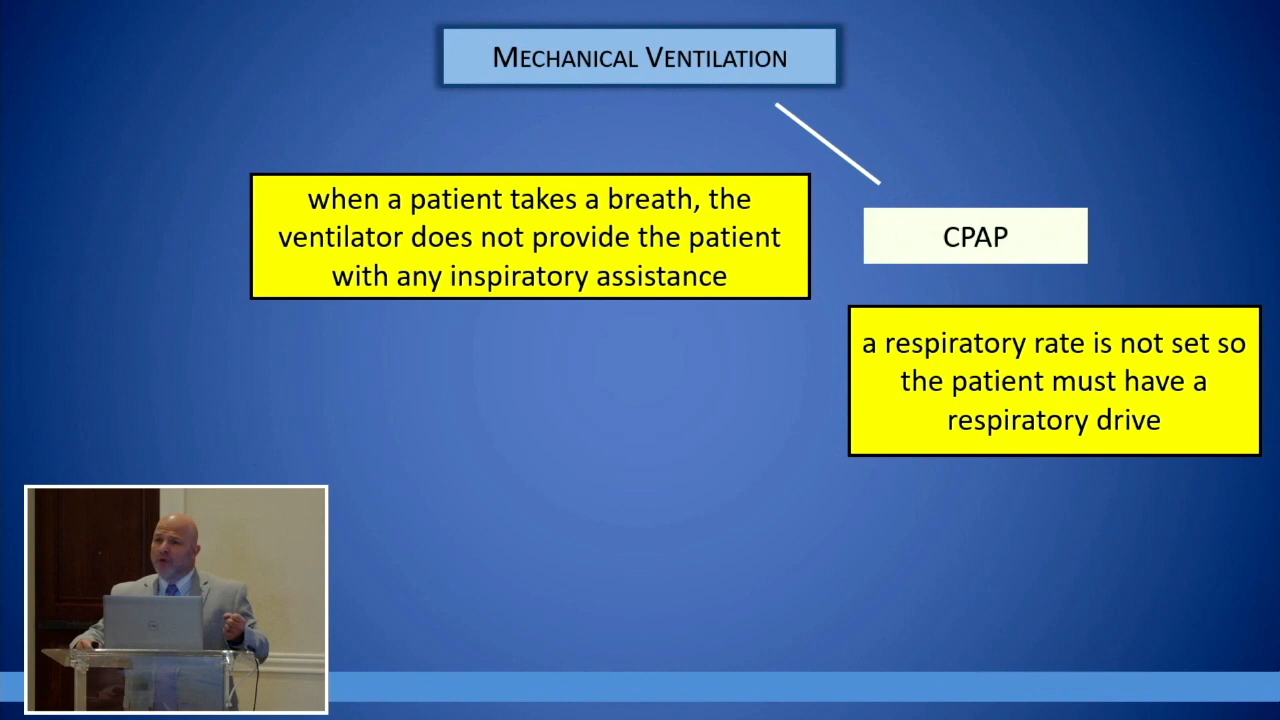 MECHANICAL VENTILATION
when a patient takes a breath, the
ventilator does not provide the patient
with any inspiratory assistance
CPAP
a respiratory rate is not set so
the patient must have a
respiratory drive